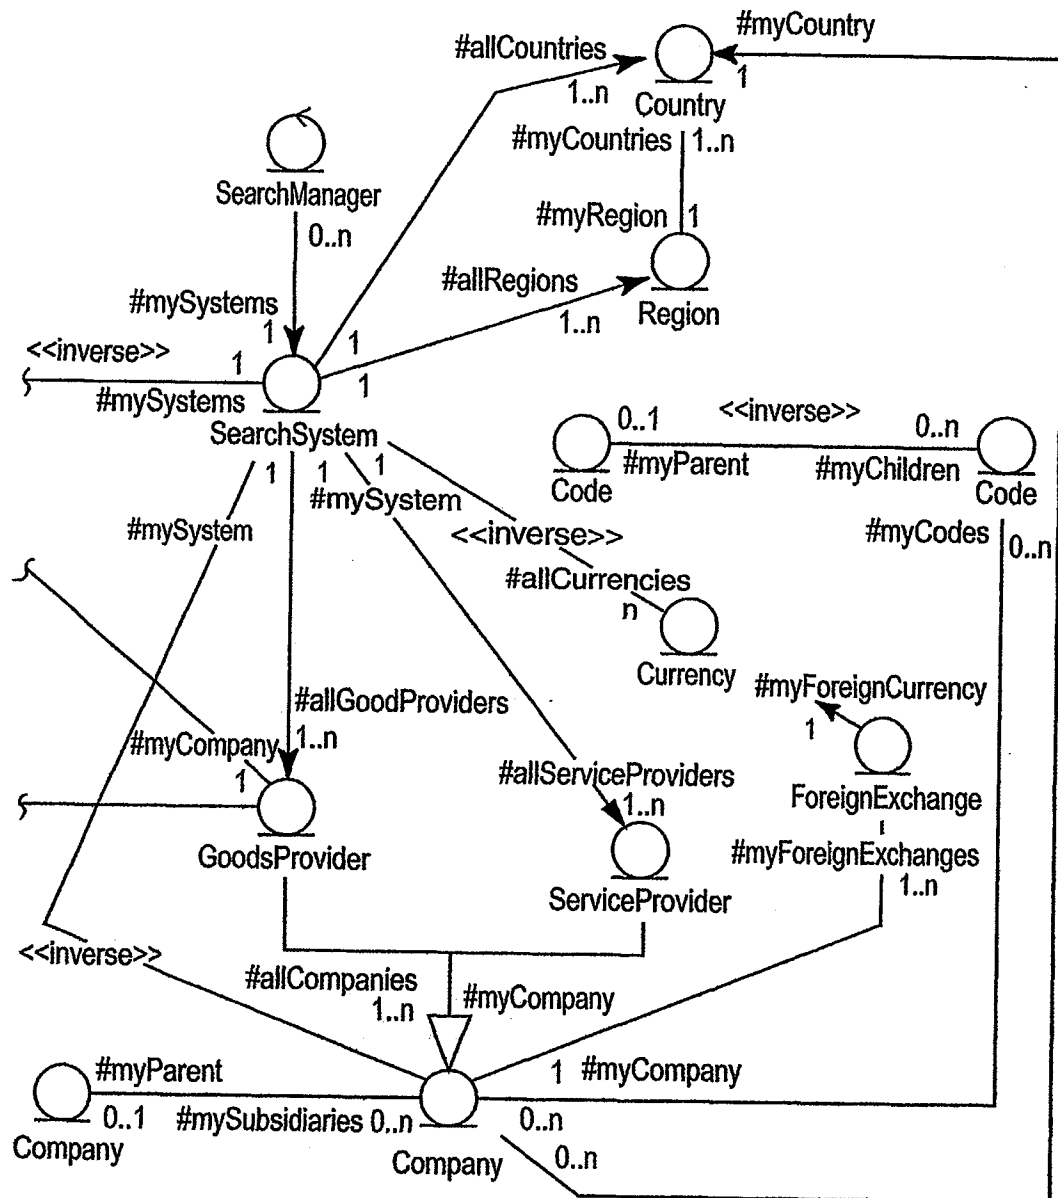 #myCountry
#allCountries
1
1..n
Country
#myCountries 1..n
SearchManager
0..n
#myRegion 1
#allRegions
#mySystems
1..n
Region
1
1
<<inverse>>
1
1
#mySystems
SearchSystem
0..1
<<inverse>>
0..n
#myParent
#myChildren
Code
Code
1
1
1
#mySystem
#mySystem
<<inverse>>
#myCodes
0..n
#allCurrencies
n
Currency
#myForeignCurrency
1
#allGoodProviders
#myCompany
1..n
1
#allServiceProviders
1..n
ForeignExchange
GoodsProvider
#myForeignExchanges
1..n
ServiceProvider
<<inverse>>
#allCompanies
1..n
#myCompany
#myParent
1
#myCompany
0..1
#mySubsidiaries 0..n
0..n
Company
Company
0..n